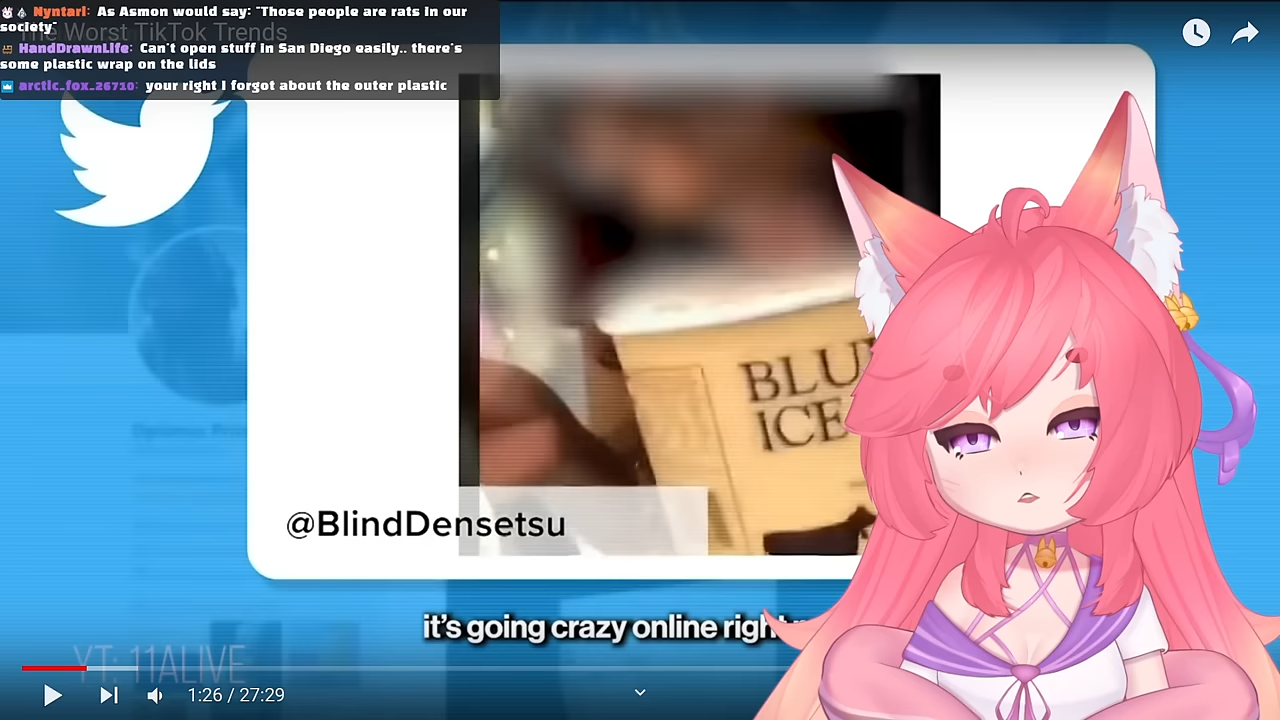 Nyntari: As Asmon would say: "Those people are rats in our
society"
The Worst TikTok Trends
HandDrawnLife: Can't open stuff in San Diego easily.. there's
some plastic wrap on the lids
arctic_fox_26710: your right I forgot about the outer plastic
ICE
@BlindDensetsu
it's going crazy online
YT: 11ALIVE
1:26 / 27:29